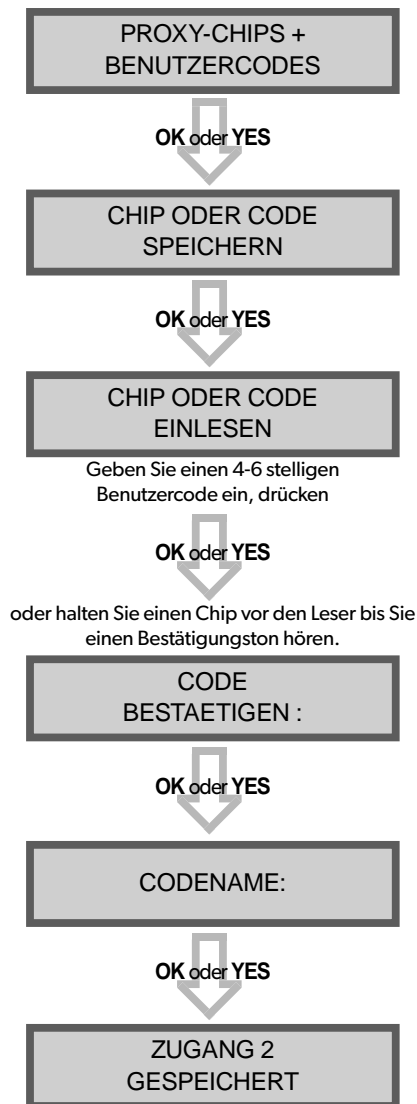 PROXY-CHIPS +
BENUTZERCODES
OK oder YES
CHIP ODER CODE
SPEICHERN
OK oder YES
CHIP ODER CODE
EINLESEN
Geben Sie einen 4-6 stelligen
Benutzercode ein, drücken
OK oder YES
oder halten Sie einen Chip vor den Leser bis Sie
einen Bestätigungston hören.
CODE
BESTAETIGEN :
OK oder YES
CODENAME:
OK oder YES
ZUGANG 2
GESPEICHERT